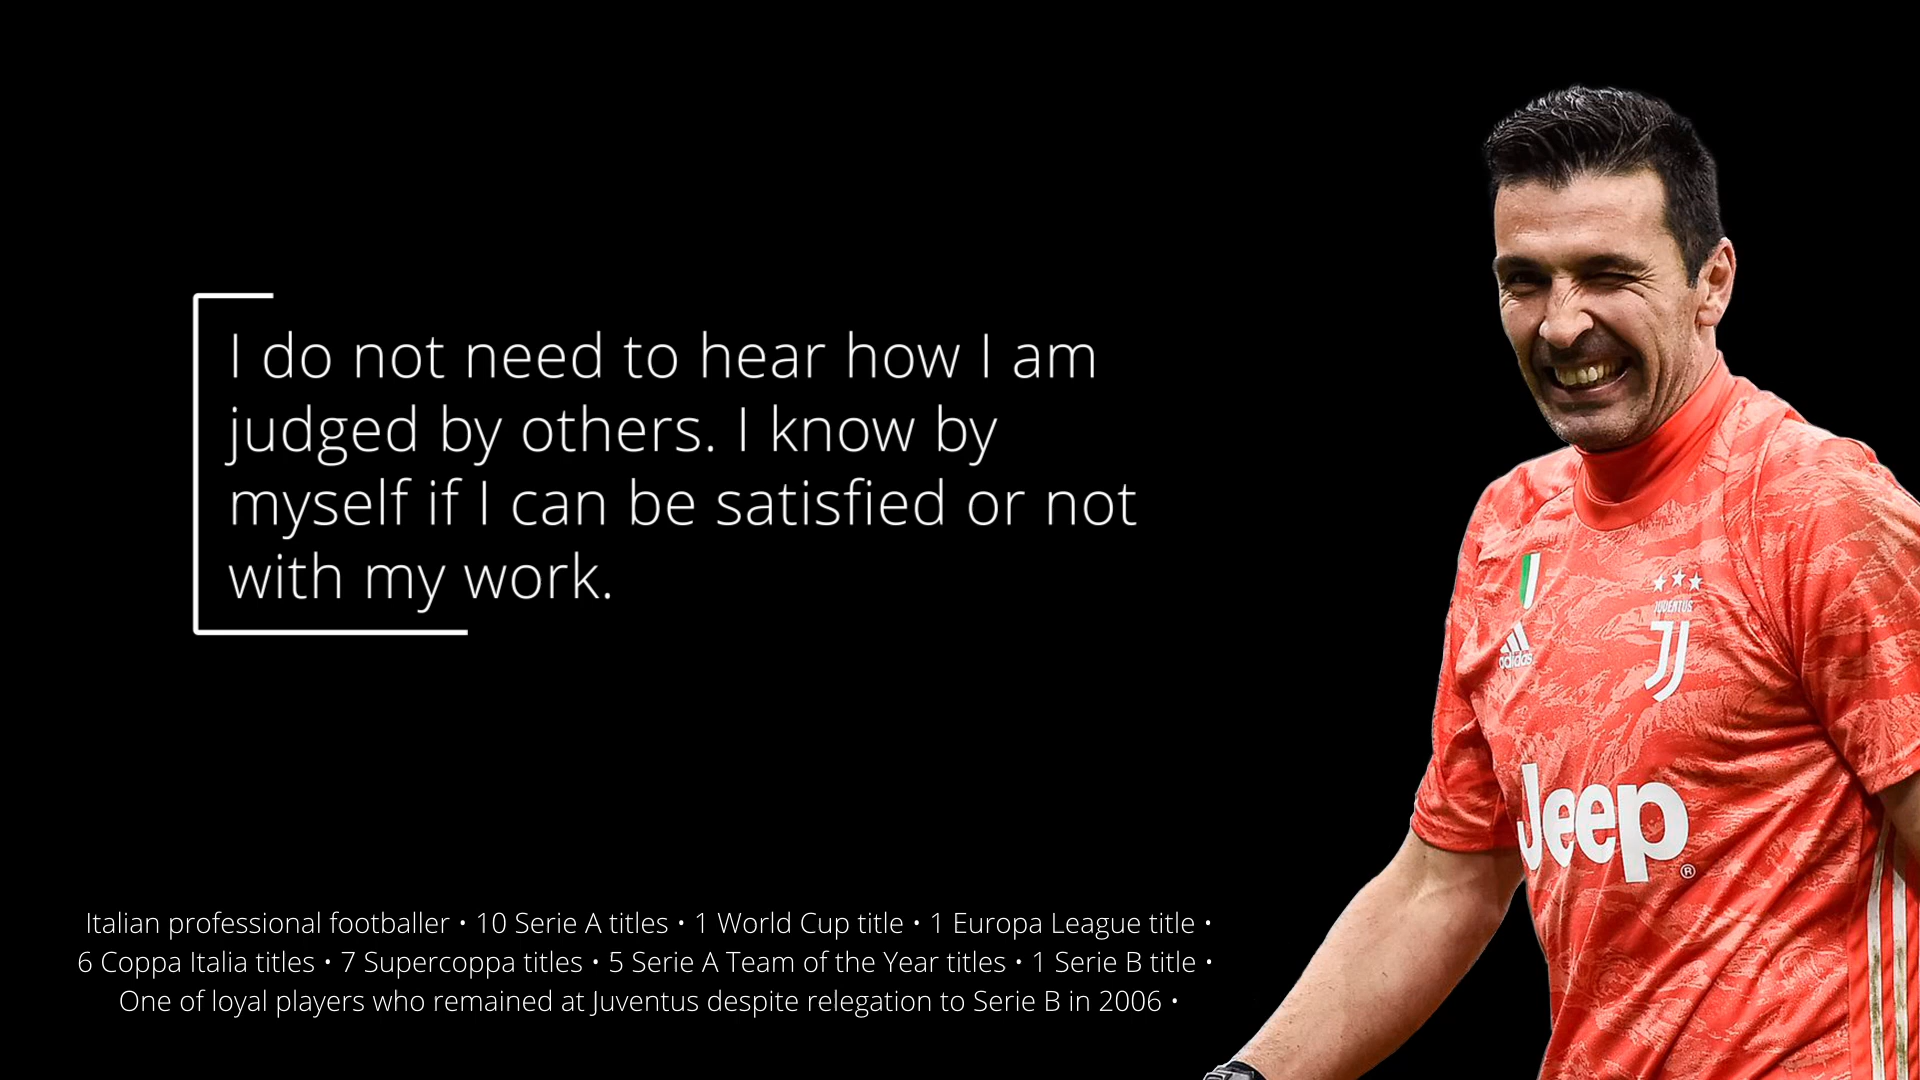 I do not need to hear how I am
judged by others. I know by
myself if I can be satisfied or not
with my work.
JUVENTUS
adidas
Jeep
®
Italian professional footballer • 10 Serie A titles • 1 World Cup title • 1 Europa League title •
6 Coppa Italia titles • 7 Supercoppa titles • 5 Serie A Team of the Year titles • 1 Serie B title •
One of loyal players who remained at Juventus despite relegation to Serie B in 2006 •